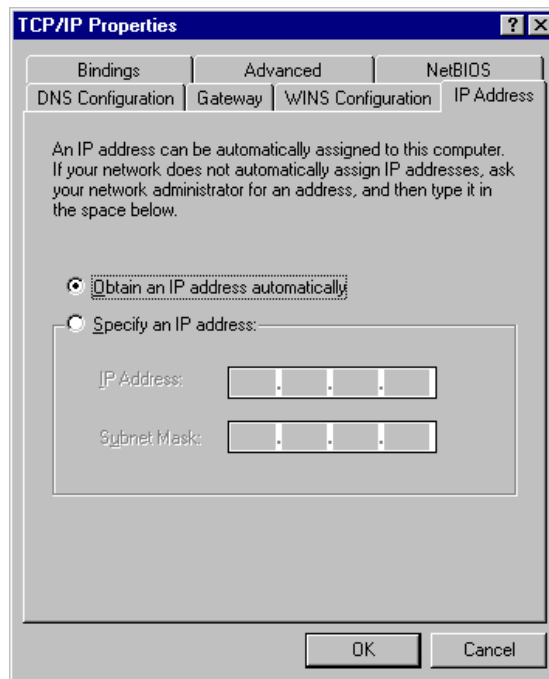 TCP/IP Properties
? X
Bindings Advanced NetBIOS
DNS Configuration Gateway WINS Configuration IP Address
An IP address can be automatically assigned to this computer.
If your network does not automatically assign IP addresses, ask
your network administrator for an address, and then type it in
the space below.
Obtain an IP address automatically
Specify an IP address:
IP Address:
. . .
Subnet Mask:
. . .
OK Cancel